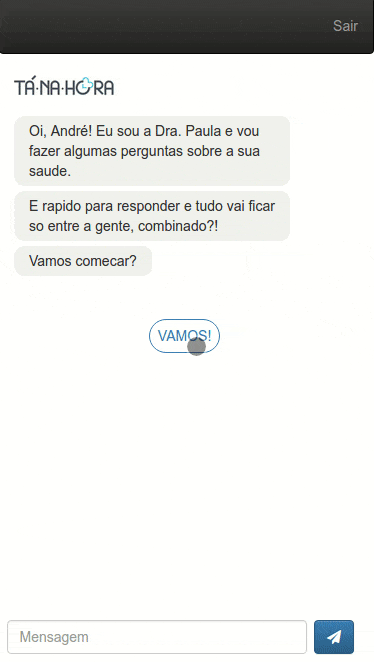 Sair
TÁ·NA·HORA
Oi, André! Eu sou a Dra. Paula e vou
fazer algumas perguntas sobre a sua
saude.
E rapido para responder e tudo vai ficar
so entre a gente, combinado?!
Vamos comecar?
VAMOS!
Mensagem